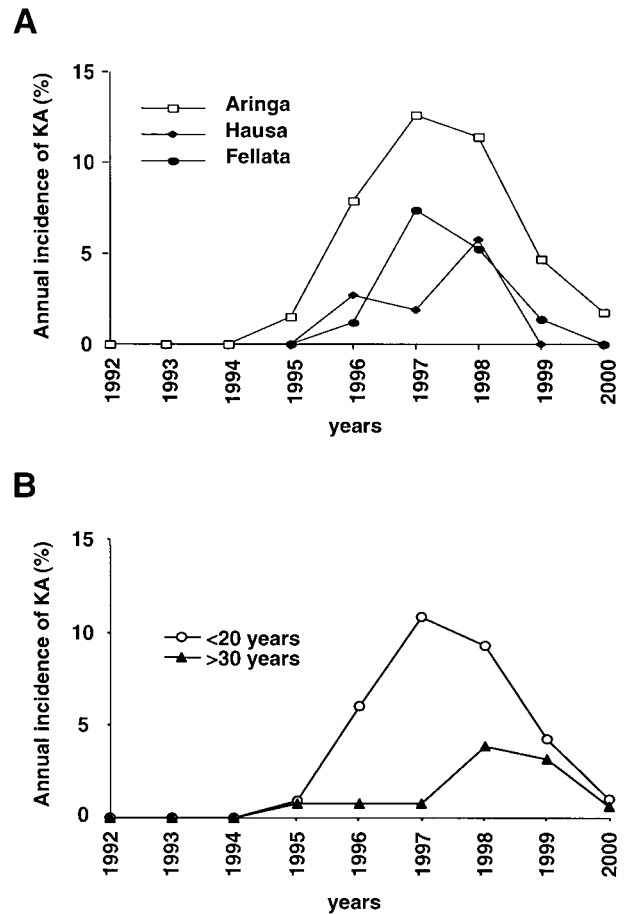 A
Annual incidence of KA (%)
15
10
5
0
Aringa
Hausa
Fellata
1992
1993
1994
1995
1996
1997
1998
1999
2000
years
B
Annual incidence of KA (%)
15
10
5
0
<20 years
>30 years
1992
1993
1994
1995
1996
1997
1998
1999
2000
years